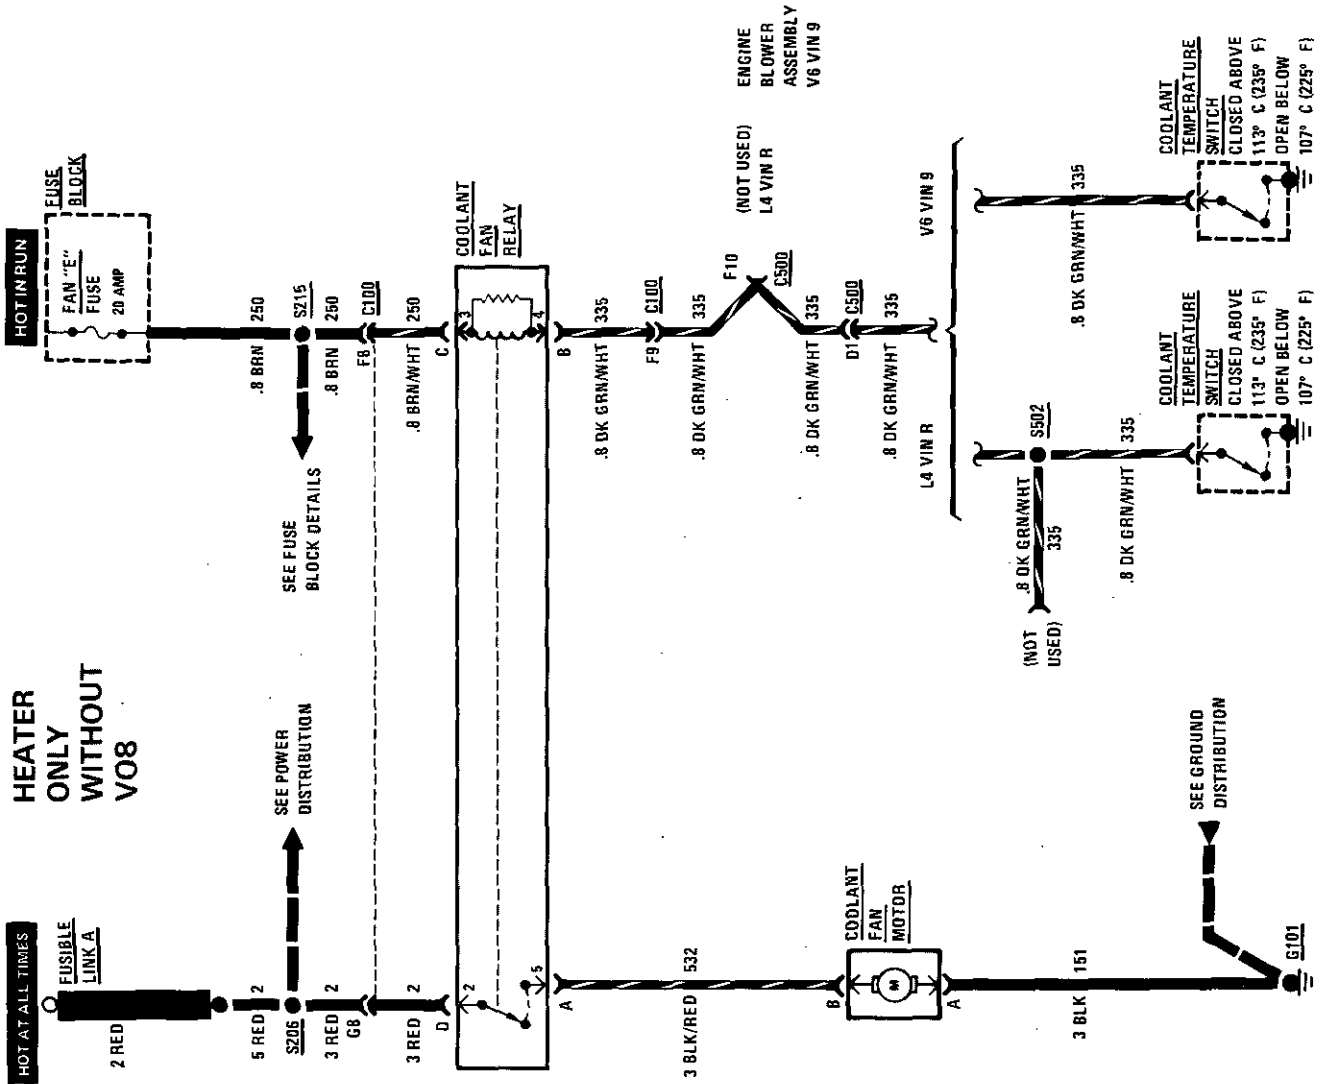 HEATER
ONLY
WITHOUT
VO8
HOT AT ALL TIMES
FUSIBLE
LINK A
2 RED
5 RED 2
S206
SEE POWER
DISTRIBUTION
3 RED 2
G8
3 RED 2
D
2
5
A
3 BLK/RED 532
B
COOLANT
FAN
MOTOR
M
A
3 BLK 151
SEE GROUND
DISTRIBUTION
G101
HOT IN RUN
FUSE
BLOCK
FAN "E"
FUSE
20 AMP
.8 BRN 250
S215
SEE FUSE
BLOCK DETAILS
.8 BRN 250
F8 C100
.8 BRN/WHT 250
C
COOLANT
FAN
RELAY
3
4
B
.8 DK GRN/WHT 335
F9 C100
.8 DK GRN/WHT 335
F10
C500
(NOT USED)
L4 VIN R
ENGINE
BLOWER
ASSEMBLY
V6 VIN 9
.8 DK GRN/WHT 335
D1 C500
.8 DK GRN/WHT 335
L4 VIN R
V6 VIN 9
S502
.8 DK GRN/WHT 335
(NOT
USED)
.8 DK GRN/WHT 335
COOLANT
TEMPERATURE
SWITCH
CLOSED ABOVE
113° C (235° F)
OPEN BELOW
107° C (225° F)
.8 DK GRN/WHT 335
COOLANT
TEMPERATURE
SWITCH
CLOSED ABOVE
113° C (235° F)
OPEN BELOW
107° C (225° F)